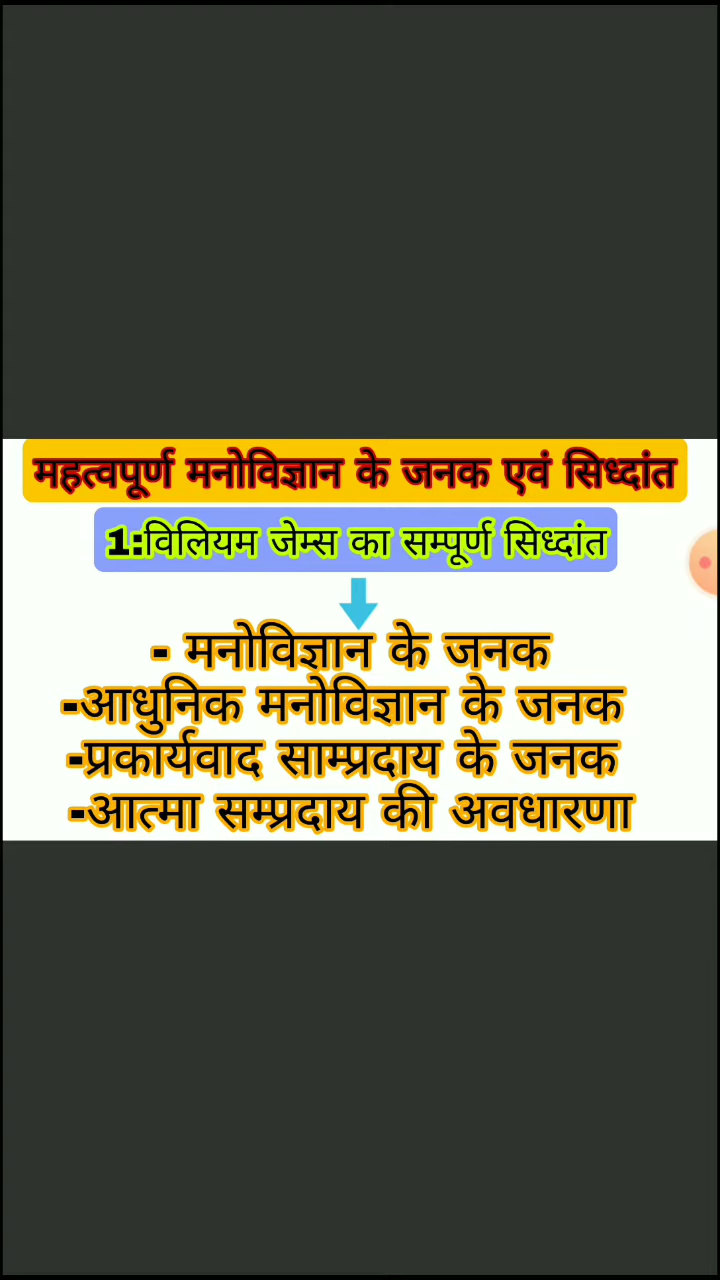 महत्वपूर्ण मनोविज्ञान के जनक एवं सिध्दांत
1:विलियम जेम्स का सम्पूर्ण सिध्दांत
- मनोविज्ञान के जनक
-आधुनिक मनोविज्ञान के जनक
-प्रकार्यवाद साम्प्रदाय के जनक
-आत्मा सम्प्रदाय की अवधारणा